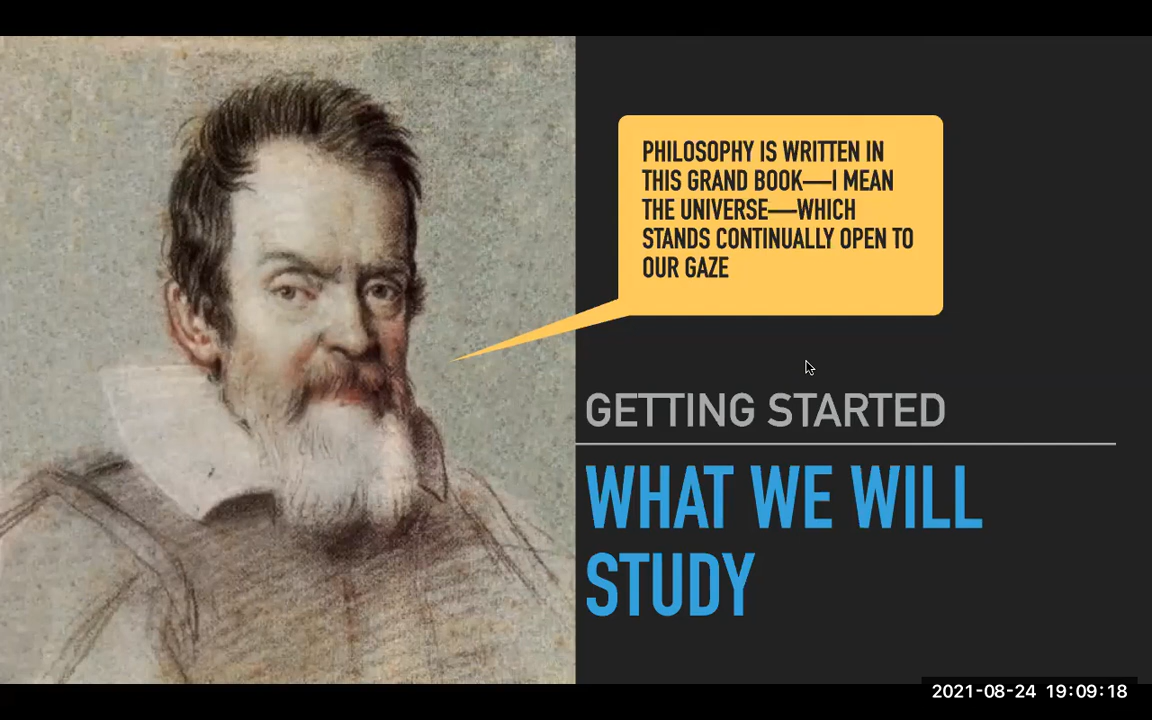 PHILOSOPHY IS WRITTEN IN
THIS GRAND BOOK—I MEAN
THE UNIVERSE—WHICH
STANDS CONTINUALLY OPEN TO
OUR GAZE
GETTING STARTED
WHAT WE WILL
STUDY
2021-08-24 19:09:18